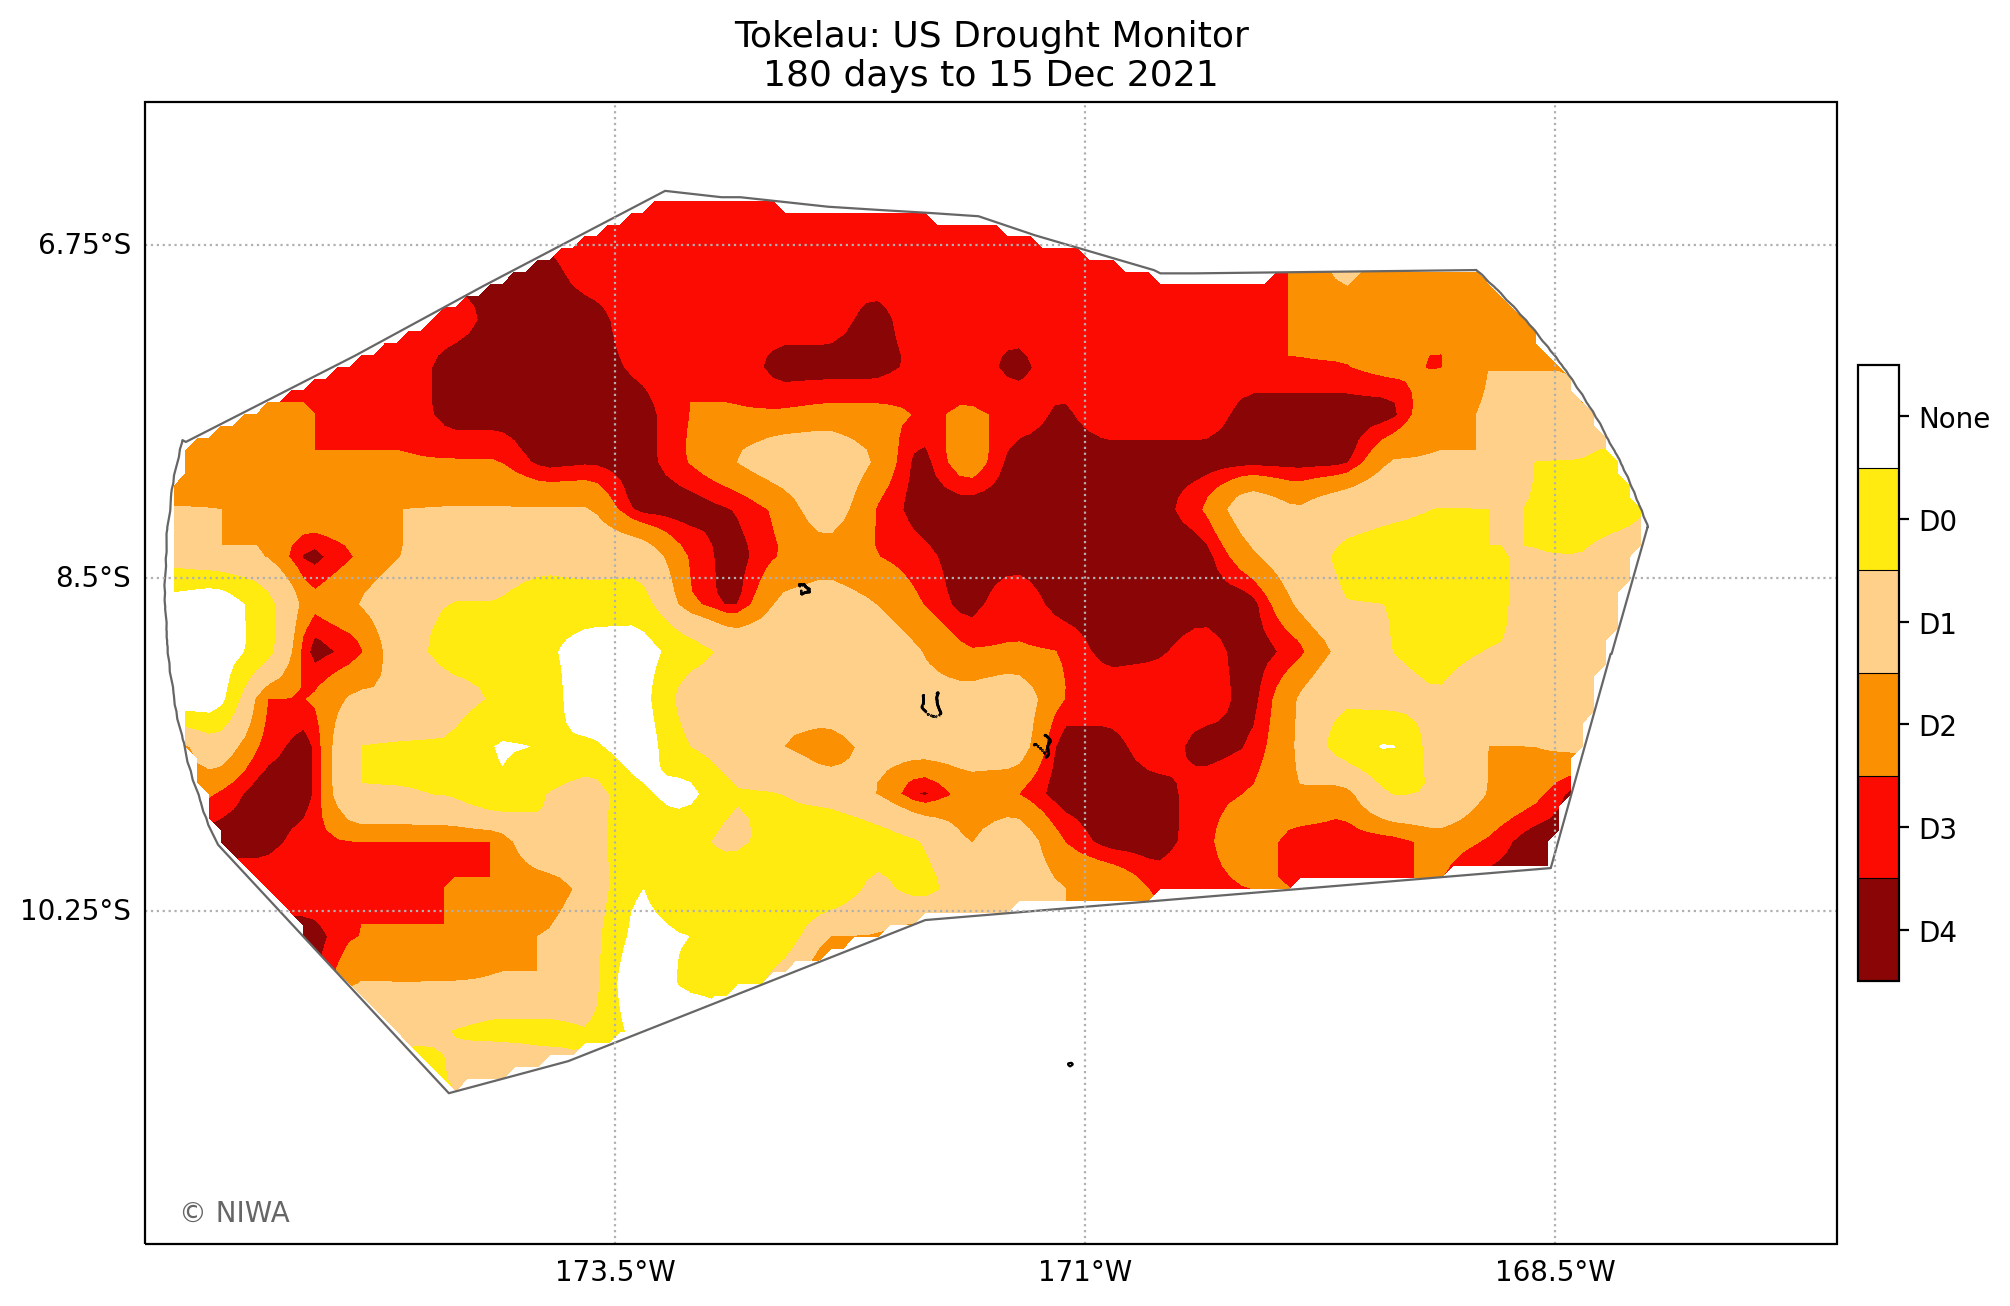 Tokelau: US Drought Monitor
180 days to 15 Dec 2021
6.75°S
8.5°S
10.25°S
173.5°W
171°W
168.5°W
None
D0
D1
D2
D3
D4
© NIWA